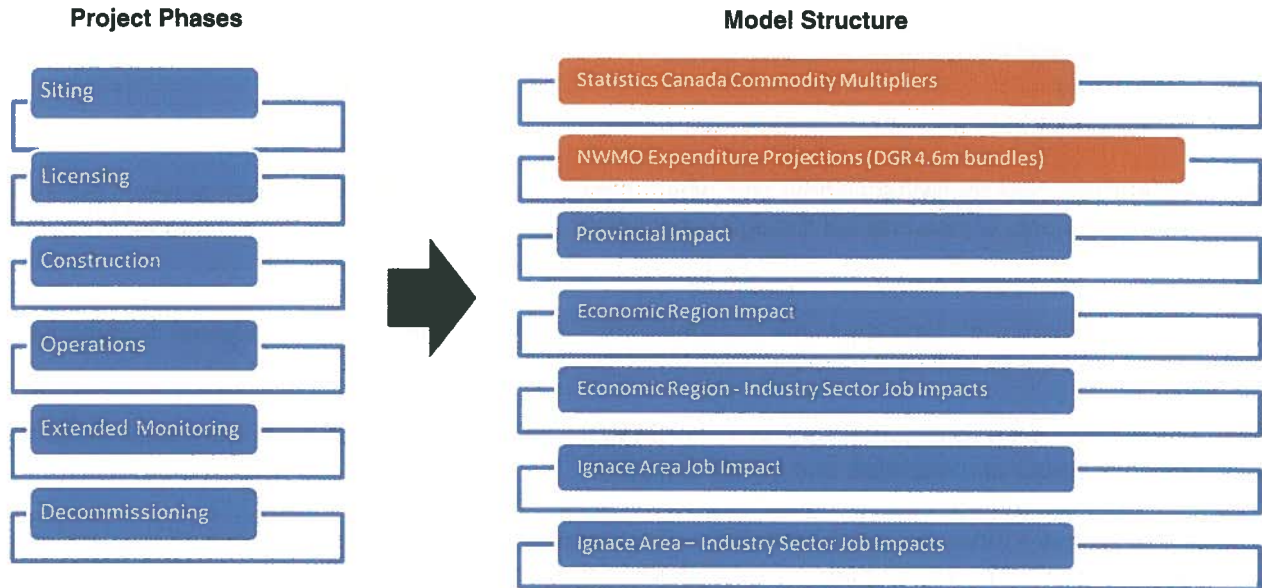 Project Phases
Siting
Licensing
Construction
Operations
Extended Monitoring
Decommissioning
Model Structure
Statistics Canada Commodity Multipliers
NWMO Expenditure Projections (DGR 4.6m bundles)
Provincial Impact
Economic Region Impact
Economic Region - Industry Sector Job Impacts
Ignace Area Job Impact
Ignace Area – Industry Sector Job Impacts